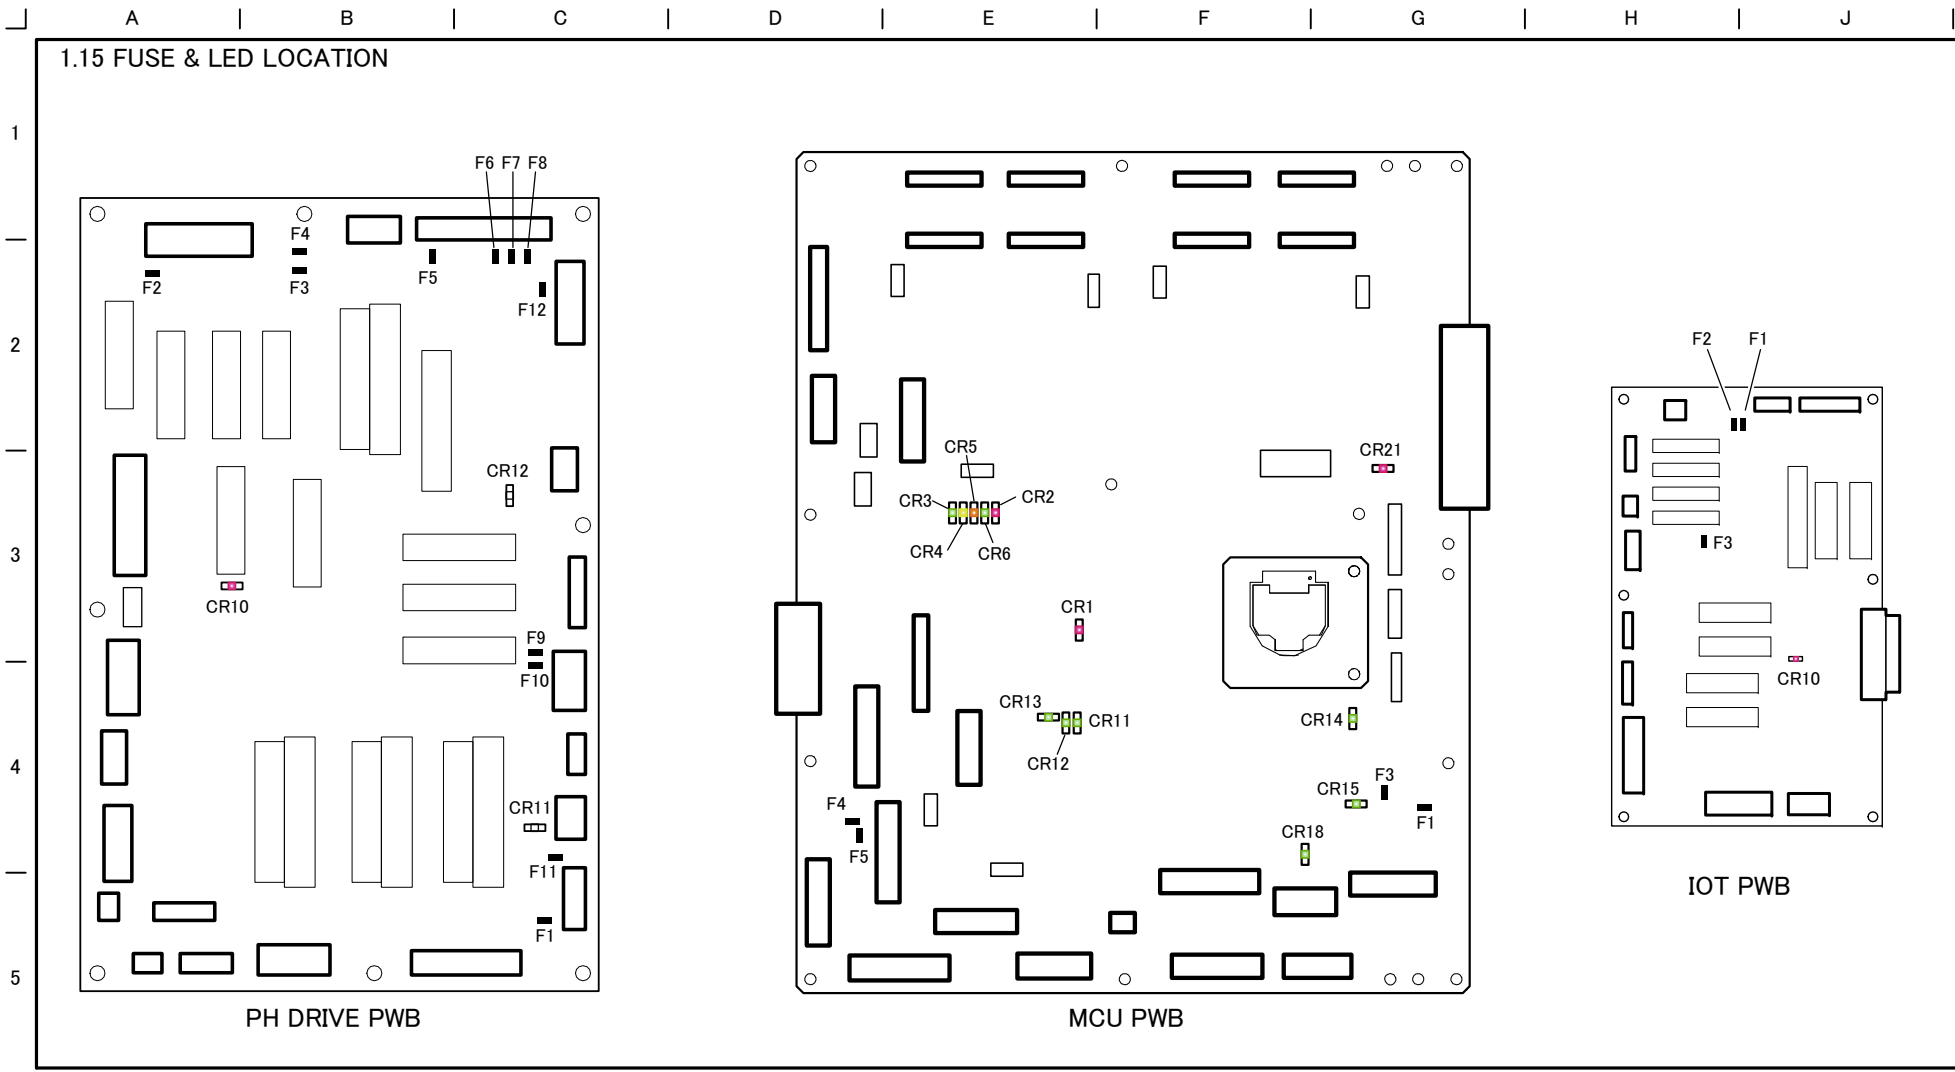 A B C D E F G H J
1.15 FUSE & LED LOCATION
1
2
3
4
5
F6 F7 F8
F4
F3
F2
F5
F12
CR12
CR10
F9
F10
CR11
F11
F1
PH DRIVE PWB
CR5
CR3
CR2
CR4
CR6
CR21
CR1
CR13
CR11
CR12
CR14
F3
CR15
F1
CR18
F4
F5
MCU PWB
F2 F1
F3
CR10
IOT PWB